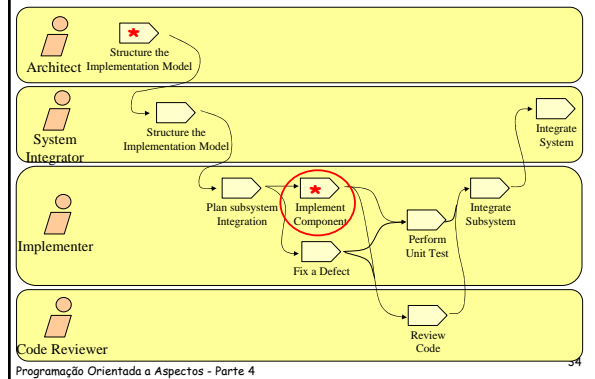 *
Structure the
Implementation Model
Architect
Structure the
Implementation Model
System
Integrator
Integrate
System
Plan subsystem
Integration
*
Implement
Component
Integrate
Subsystem
Perform
Unit Test
Implementer
Fix a Defect
Review
Code
Code Reviewer
Programação Orientada a Aspectos - Parte 4
34